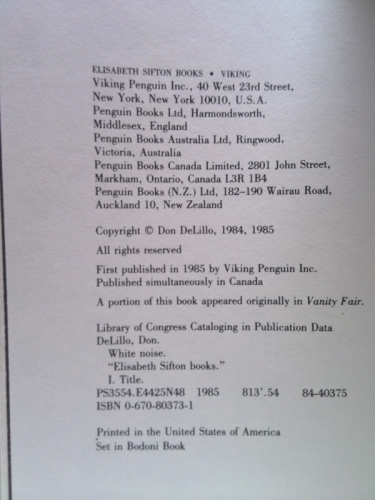 ELISABETH SIFTON BOOKS • VIKING
Viking Penguin Inc., 40 West 23rd Street,
New York, New York 10010, U.S.A.
Penguin Books Ltd, Harmondsworth,
Middlesex, England
Penguin Books Australia Ltd, Ringwood,
Victoria, Australia
Penguin Books Canada Limited, 2801 John Street,
Markham, Ontario, Canada L3R 1B4
Penguin Books (N.Z.) Ltd, 182–190 Wairau Road,
Auckland 10, New Zealand
Copyright © Don DeLillo, 1984, 1985
All rights reserved
First published in 1985 by Viking Penguin Inc.
Published simultaneously in Canada
A portion of this book appeared originally in Vanity Fair.
Library of Congress Cataloging in Publication Data
DeLillo, Don.
White noise.
"Elisabeth Sifton books."
I. Title.
PS3554.E4425N48 1985 813'.54 84-40375
ISBN 0-670-80373-1
Printed in the United States of America
Set in Bodoni Book